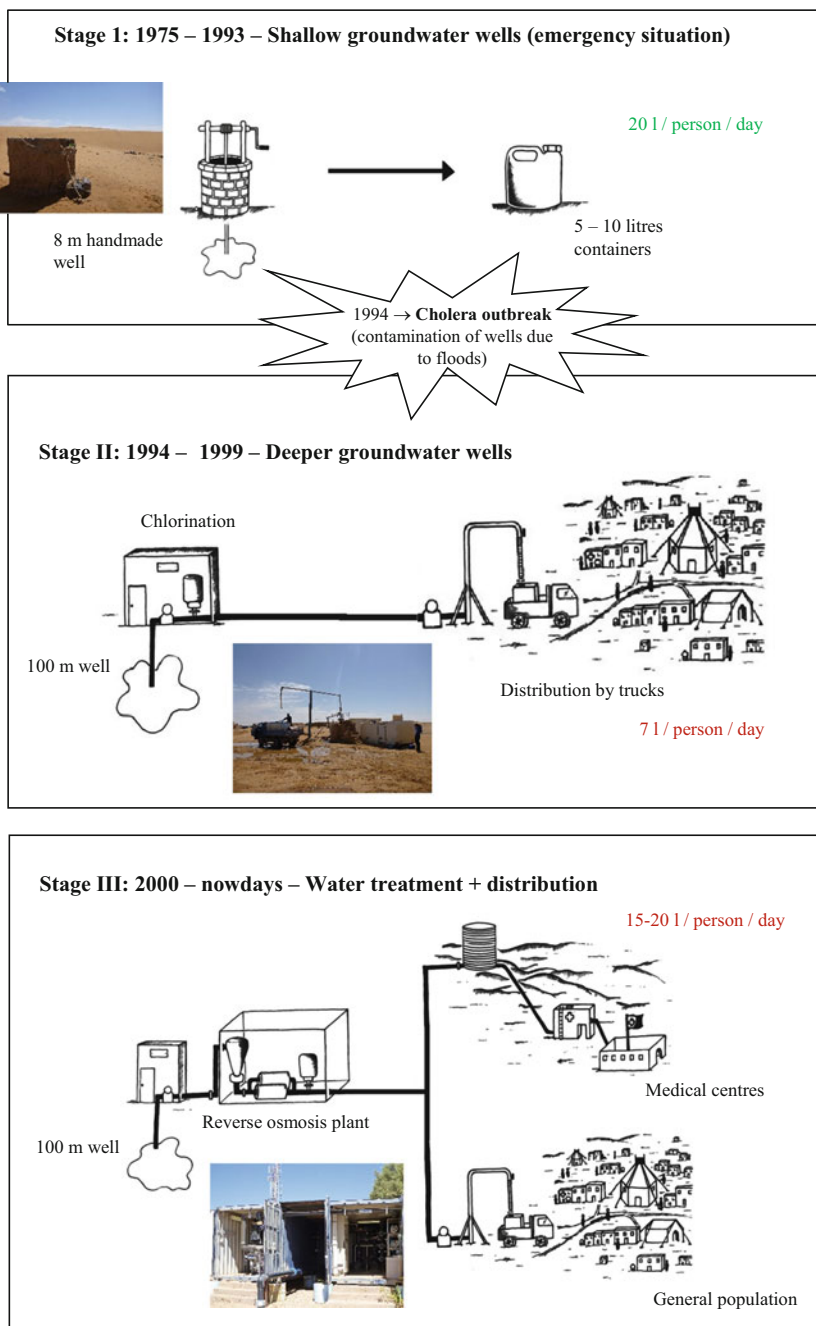 Stage 1: 1975 – 1993 – Shallow groundwater wells (emergency situation)
20 l / person / day
8 m handmade
well
5 – 10 litres
containers
1994 → Cholera outbreak
(contamination of wells due
to floods)
Stage II: 1994 – 1999 – Deeper groundwater wells
Chlorination
100 m well
Distribution by trucks
7 l / person / day
Stage III: 2000 – nowdays – Water treatment + distribution
15-20 l / person / day
Medical centres
Reverse osmosis plant
100 m well
General population